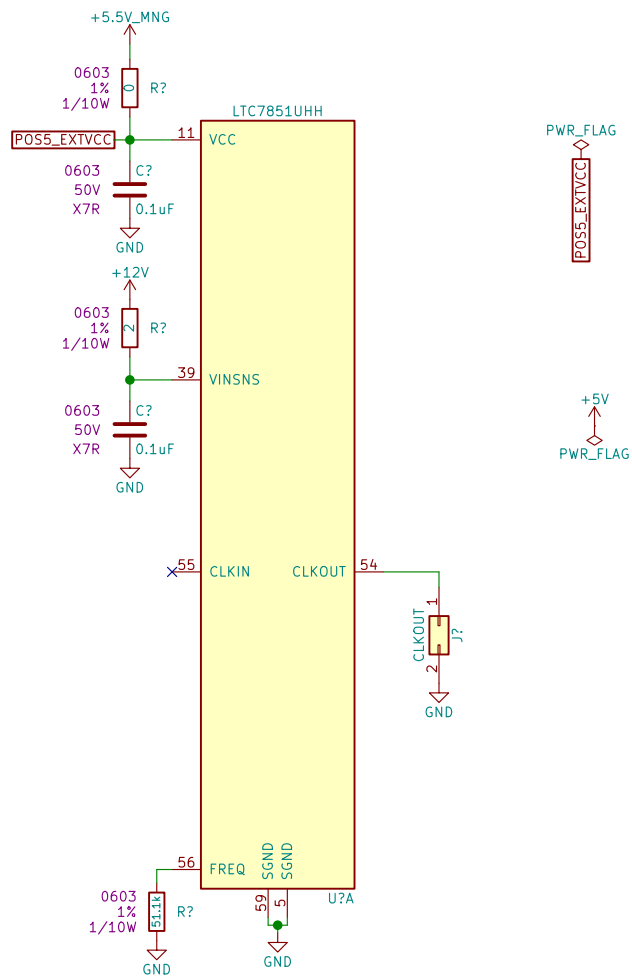 +5.5V_MNG
0603
1%
1/10W
0
R?
LTC7851UHH
POS5_EXTVCC
11
VCC
PWR_FLAG
POS5_EXTVCC
0603
50V
X7R
C?
0.1uF
GND
+12V
0603
1%
1/10W
2
R?
39
VINSNS
0603
50V
X7R
C?
0.1uF
GND
+5V
PWR_FLAG
55
CLKIN
CLKOUT
54
CLKOUT
1
2
J?
GND
56
FREQ
SGND
SGND
59
5
U?A
0603
1%
1/10W
51.1k
R?
GND
GND